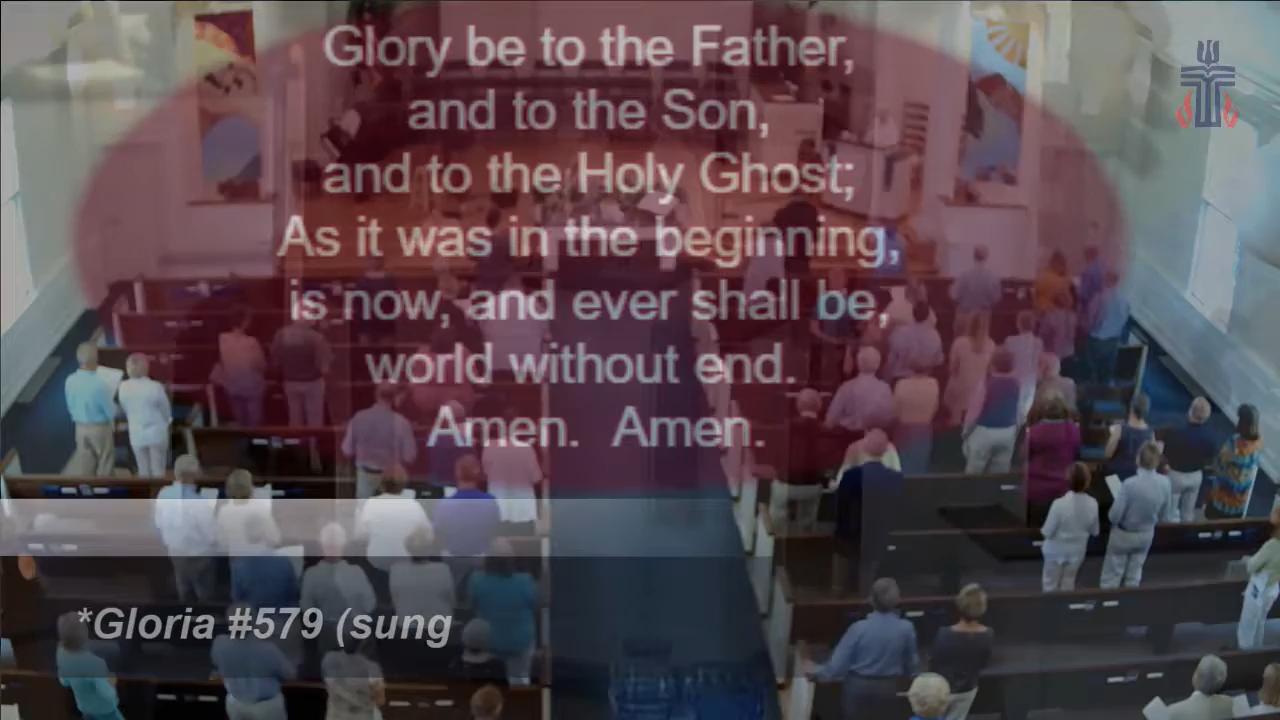 Glory be to the Father,
and to the Son,
and to the Holy Ghost;
As it was in the beginning,
is now, and ever shall be,
world without end.
Amen. Amen.
*Gloria #579 (sung